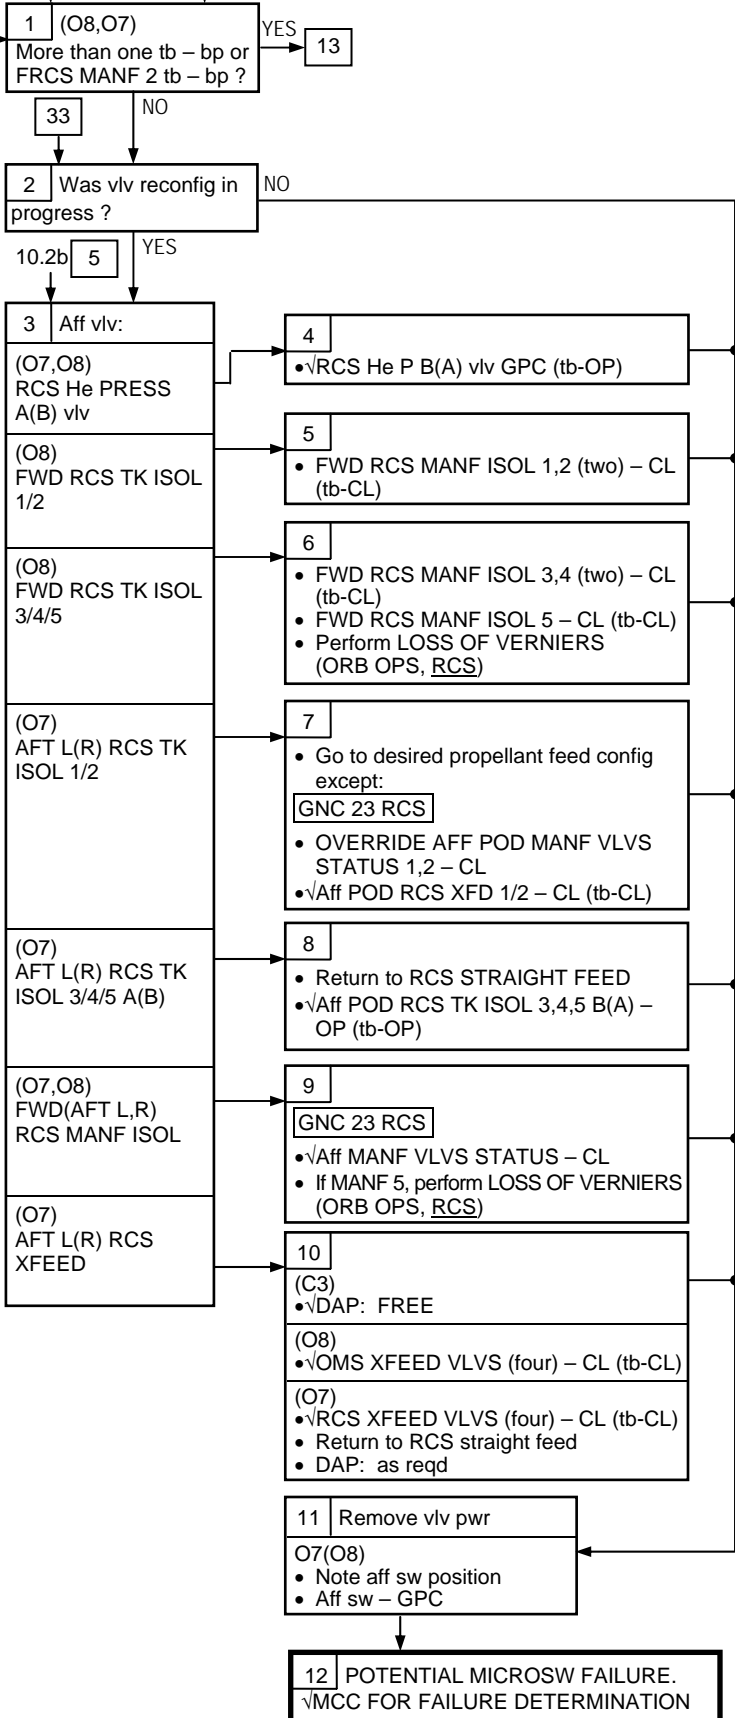 1 (O8,O7)
More than one tb – bp or
FRCS MANF 2 tb – bp ?
YES
13
NO
33
2 Was vlv reconfig in
progress ?
NO
YES
10.2b 5
3 Aff vlv:
(O7,O8)
RCS He PRESS
A(B) vlv
4
•√RCS He P B(A) vlv GPC (tb-OP)
(O8)
FWD RCS TK ISOL
1/2
5
• FWD RCS MANF ISOL 1,2 (two) – CL
(tb-CL)
(O8)
FWD RCS TK ISOL
3/4/5
6
• FWD RCS MANF ISOL 3,4 (two) – CL
(tb-CL)
• FWD RCS MANF ISOL 5 – CL (tb-CL)
• Perform LOSS OF VERNIERS
(ORB OPS, RCS)
(O7)
AFT L(R) RCS TK
ISOL 1/2
7
• Go to desired propellant feed config
except:
GNC 23 RCS
• OVERRIDE AFF POD MANF VLVS
STATUS 1,2 – CL
•√Aff POD RCS XFD 1/2 – CL (tb-CL)
(O7)
AFT L(R) RCS TK
ISOL 3/4/5 A(B)
8
• Return to RCS STRAIGHT FEED
•√Aff POD RCS TK ISOL 3,4,5 B(A) –
OP (tb-OP)
(O7,O8)
FWD(AFT L,R)
RCS MANF ISOL
9
GNC 23 RCS
•√Aff MANF VLVS STATUS – CL
• If MANF 5, perform LOSS OF VERNIERS
(ORB OPS, RCS)
(O7)
AFT L(R) RCS
XFEED
10
(C3)
•√DAP: FREE
(O8)
•√OMS XFEED VLVS (four) – CL (tb-CL)
(O7)
•√RCS XFEED VLVS (four) – CL (tb-CL)
• Return to RCS straight feed
• DAP: as reqd
11 Remove vlv pwr
O7(O8)
• Note aff sw position
• Aff sw – GPC
12 POTENTIAL MICROSW FAILURE.
√MCC FOR FAILURE DETERMINATION